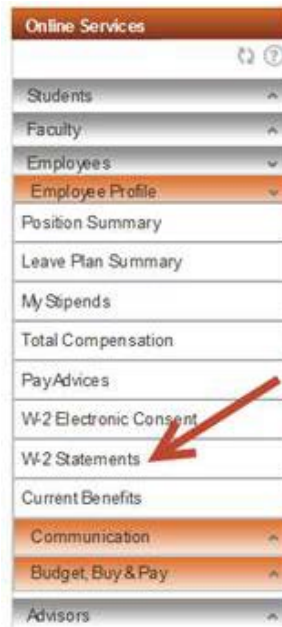 Online Services
Students
Faculty
Employees
Employee Profile
Position Summary
Leave Plan Summary
My Stipends
Total Compensation
Pay Advices
W-2 Electronic Consent
W-2 Statements
Current Benefits
Communication
Budget, Buy & Pay
Advisors